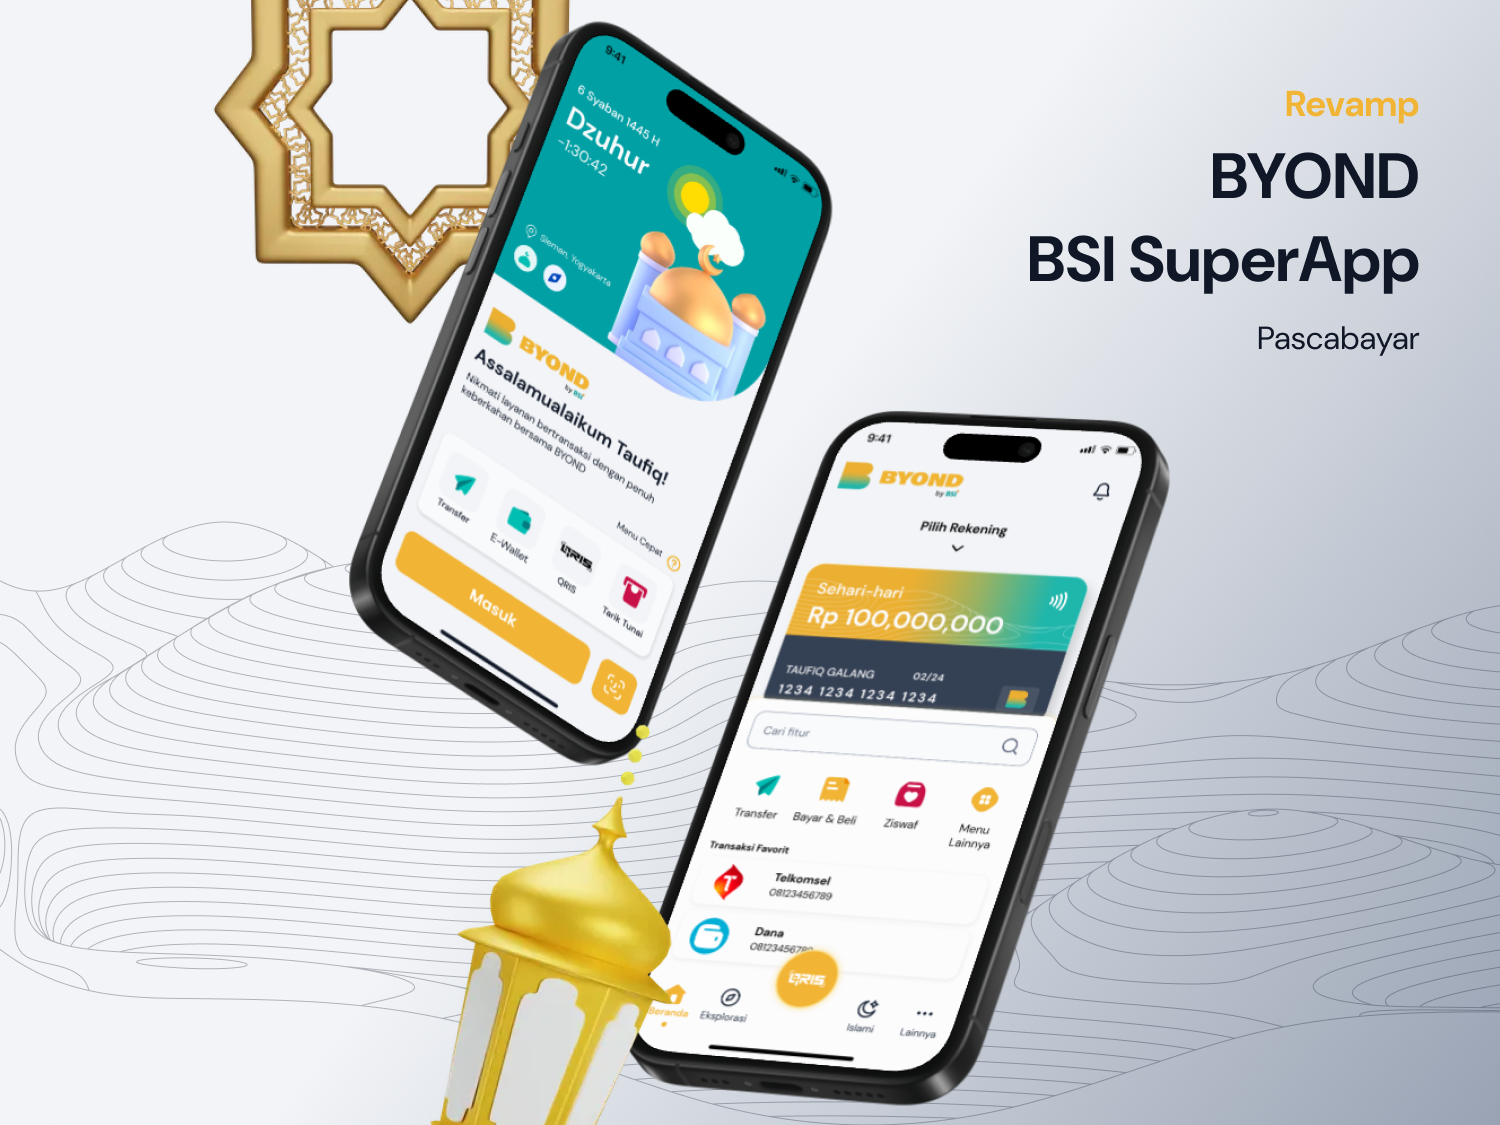 Revamp
BYOND
BSI SuperApp
Pascabayar
9:41
6 Syaban 1445 H
Dzuhur
-1:30:42
Sleman, Yogyakarta
BYOND
by BSI
Assalamualaikum Taufiq!
Nikmati layanan bertransaksi dengan penuh
keberkahan bersama BYOND
Menu Cepat
Transfer
E-Wallet
QRIS
QRIS
Tarik Tunai
Masuk
9:41
BYOND
by BSI
Pilih Rekening
Sehari-hari
Rp 100,000,000
TAUFIQ GALANG 02/24
1234 1234 1234 1234
Cari fitur
Transfer
Bayar & Beli
Ziswaf
Menu
Lainnya
Transaksi Favorit
Telkomsel
08123456789
Dana
08123456789
QRIS
Beranda
Eksplorasi
Islami
Lainnya